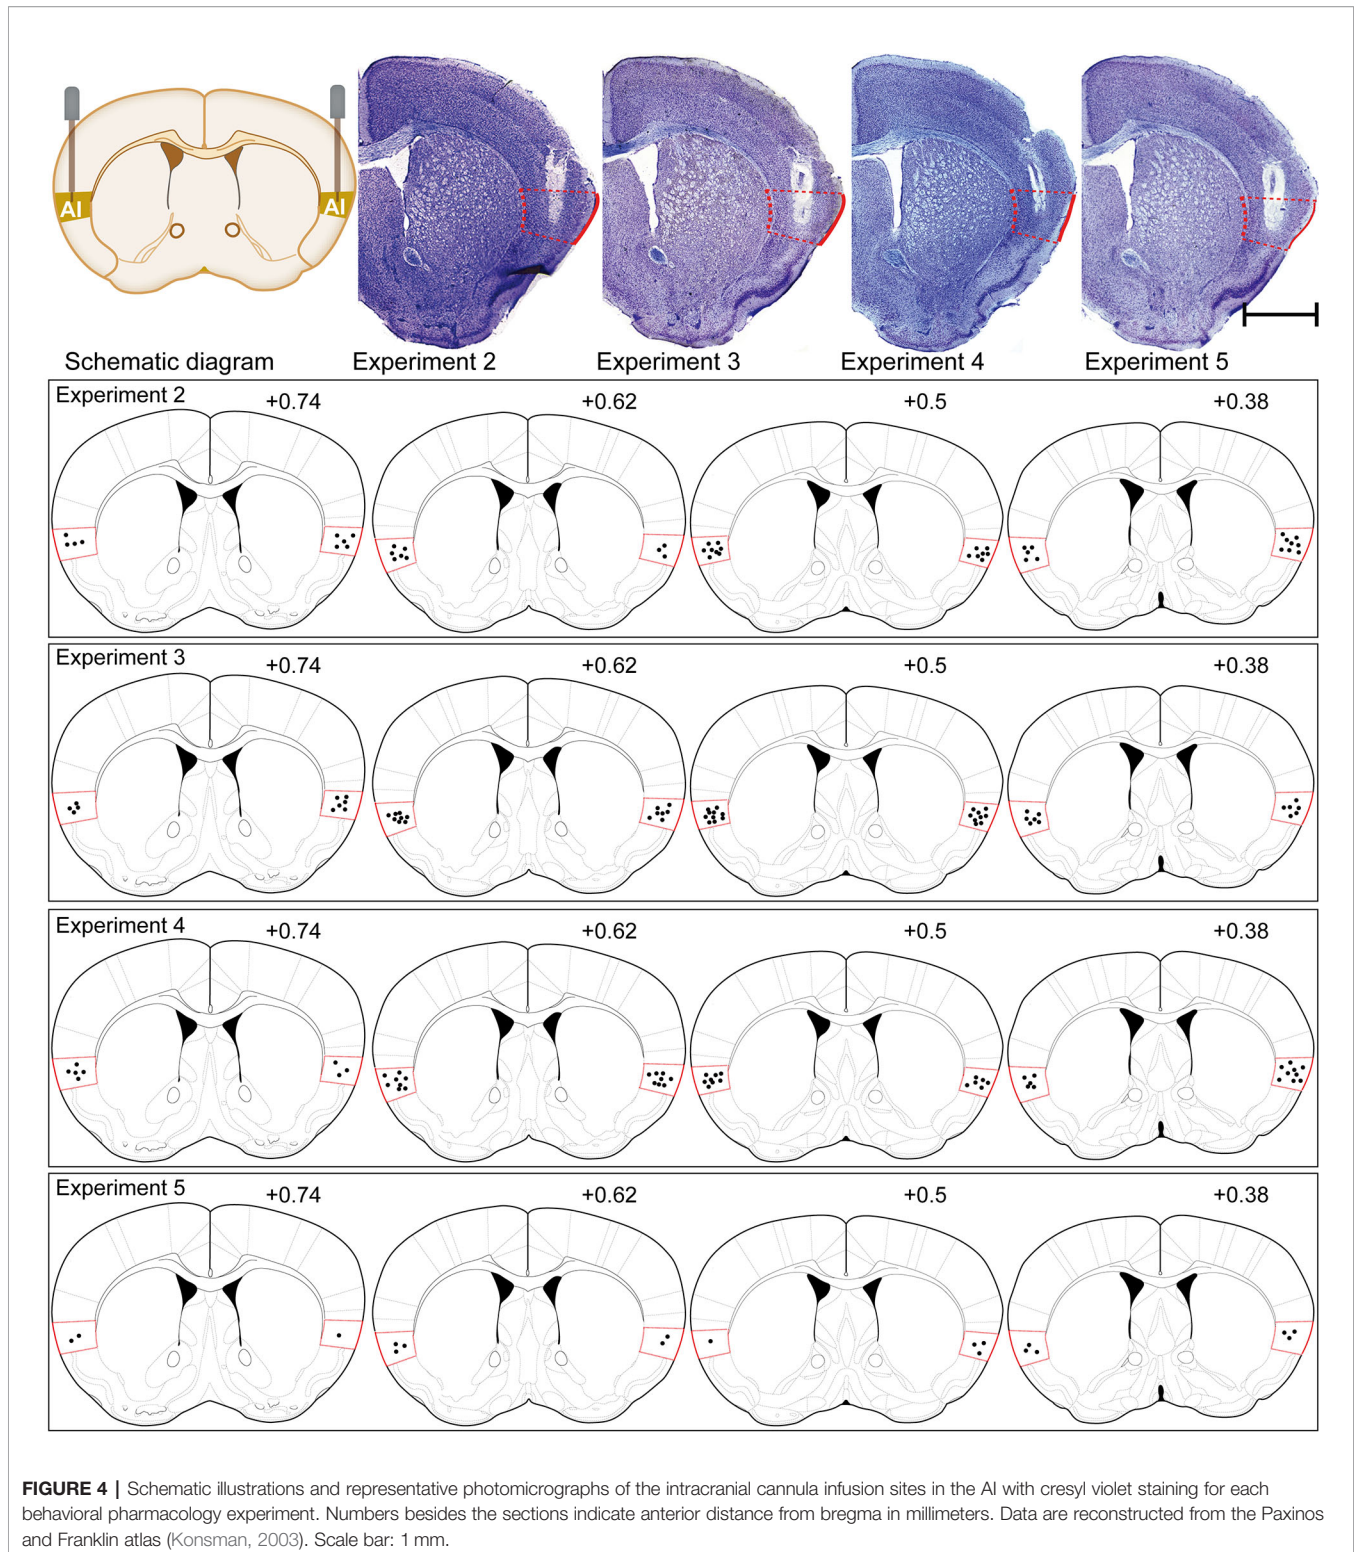 AI AI
Schematic diagram Experiment 2 Experiment 3 Experiment 4 Experiment 5
Experiment 2 +0.74 +0.62 +0.5 +0.38
Experiment 3 +0.74 +0.62 +0.5 +0.38
Experiment 4 +0.74 +0.62 +0.5 +0.38
Experiment 5 +0.74 +0.62 +0.5 +0.38
FIGURE 4 | Schematic illustrations and representative photomicrographs of the intracranial cannula infusion sites in the AI with cresyl violet staining for each
behavioral pharmacology experiment. Numbers besides the sections indicate anterior distance from bregma in millimeters. Data are reconstructed from the Paxinos
and Franklin atlas (Konsman, 2003). Scale bar: 1 mm.